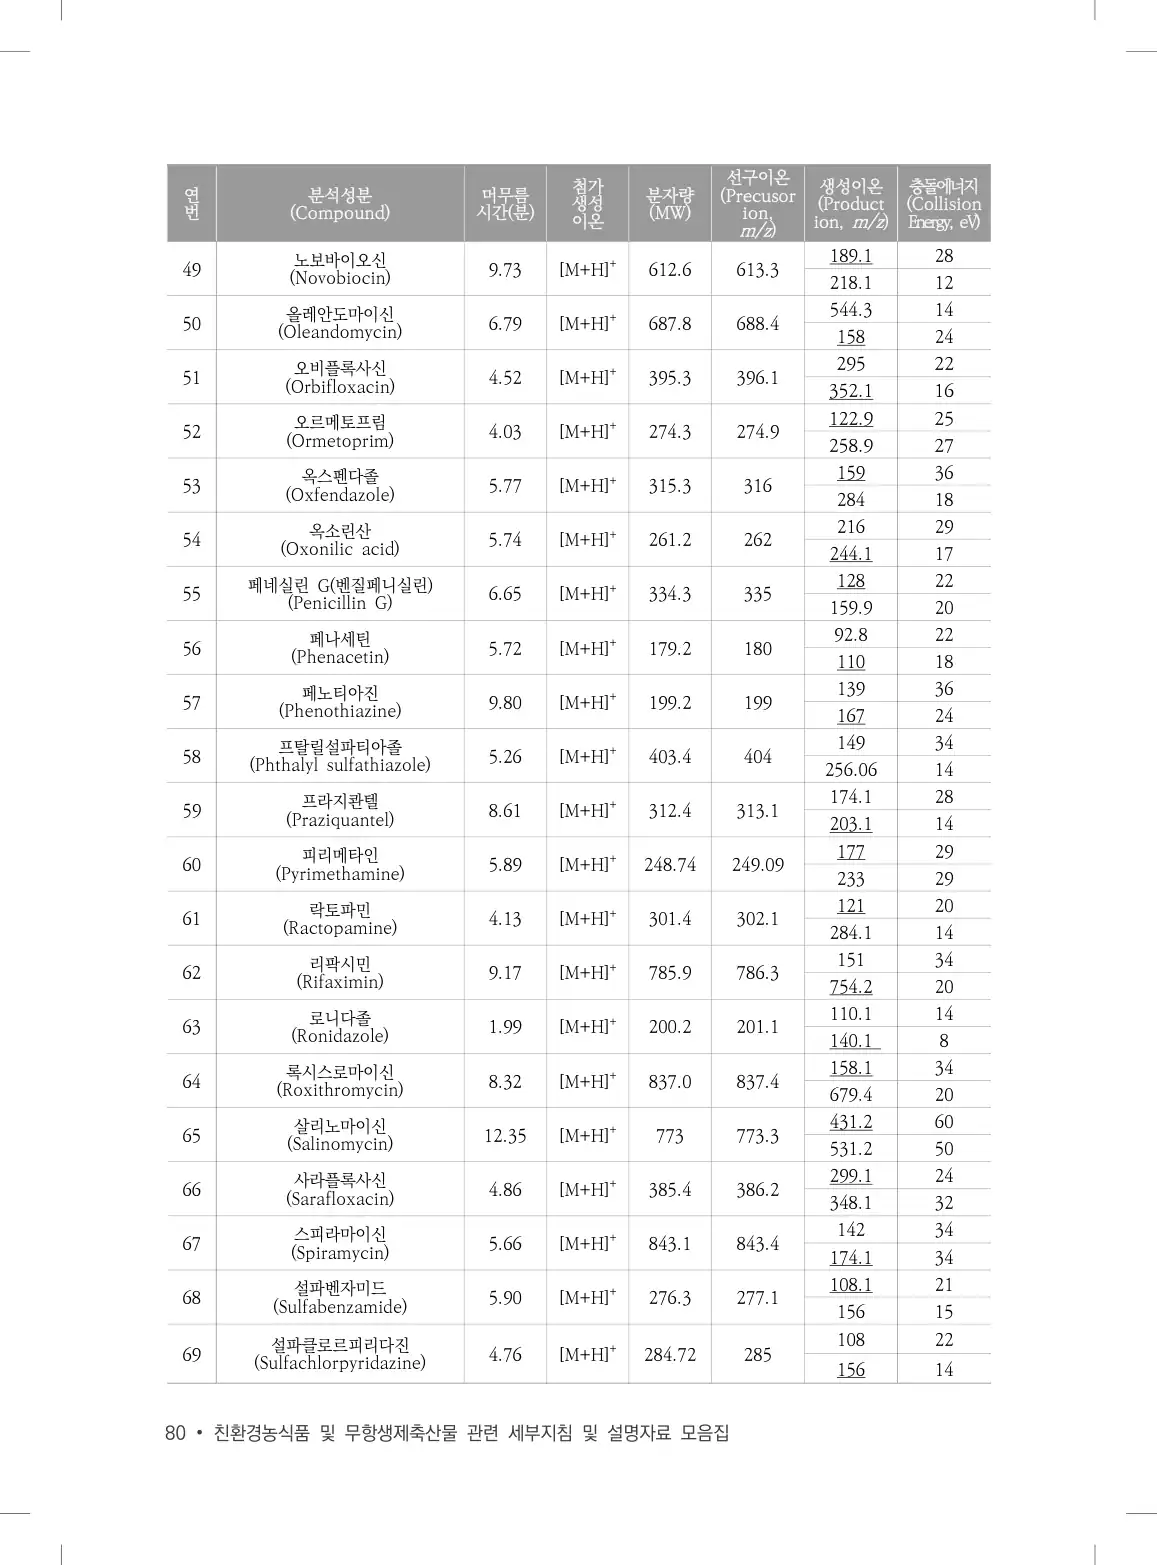 연번 분석성분 (Compound) 머무름 시간(분) 첨가 생성 이온 분자량 (MW) 선구이온 (Precusor ion, m/z) 생성이온 (Product ion, m/z) 충돌에너지 (Collision Energy, eV)
49 노보바이오신 (Novobiocin) 9.73 [M+H]+ 612.6 613.3 189.1 28
218.1 12
50 올레안도마이신 (Oleandomycin) 6.79 [M+H]+ 687.8 688.4 544.3 14
158 24
51 오비플록사신 (Orbifloxacin) 4.52 [M+H]+ 395.3 396.1 295 22
352.1 16
52 오르메토프림 (Ormetoprim) 4.03 [M+H]+ 274.3 274.9 122.9 25
258.9 27
53 옥스펜다졸 (Oxfendazole) 5.77 [M+H]+ 315.3 316 159 36
284 18
54 옥소린산 (Oxonilic acid) 5.74 [M+H]+ 261.2 262 216 29
244.1 17
55 페네실린 G(벤질페니실린) (Penicillin G) 6.65 [M+H]+ 334.3 335 128 22
159.9 20
56 페나세틴 (Phenacetin) 5.72 [M+H]+ 179.2 180 92.8 22
110 18
57 페노티아진 (Phenothiazine) 9.80 [M+H]+ 199.2 199 139 36
167 24
58 프탈릴설파티아졸 (Phthalyl sulfathiazole) 5.26 [M+H]+ 403.4 404 149 34
256.06 14
59 프라지콴텔 (Praziquantel) 8.61 [M+H]+ 312.4 313.1 174.1 28
203.1 14
60 피리메타인 (Pyrimethamine) 5.89 [M+H]+ 248.74 249.09 177 29
233 29
61 락토파민 (Ractopamine) 4.13 [M+H]+ 301.4 302.1 121 20
284.1 14
62 리팍시민 (Rifaximin) 9.17 [M+H]+ 785.9 786.3 151 34
754.2 20
63 로니다졸 (Ronidazole) 1.99 [M+H]+ 200.2 201.1 110.1 14
140.1 8
64 록시스로마이신 (Roxithromycin) 8.32 [M+H]+ 837.0 837.4 158.1 34
679.4 20
65 살리노마이신 (Salinomycin) 12.35 [M+H]+ 773 773.3 431.2 60
531.2 50
66 사라플록사신 (Sarafloxacin) 4.86 [M+H]+ 385.4 386.2 299.1 24
348.1 32
67 스피라마이신 (Spiramycin) 5.66 [M+H]+ 843.1 843.4 142 34
174.1 34
68 설파벤자미드 (Sulfabenzamide) 5.90 [M+H]+ 276.3 277.1 108.1 21
156 15
69 설파클로르피리다진 (Sulfachlorpyridazine) 4.76 [M+H]+ 284.72 285 108 22
156 14
80 • 친환경농식품 및 무항생제축산물 관련 세부지침 및 설명자료 모음집